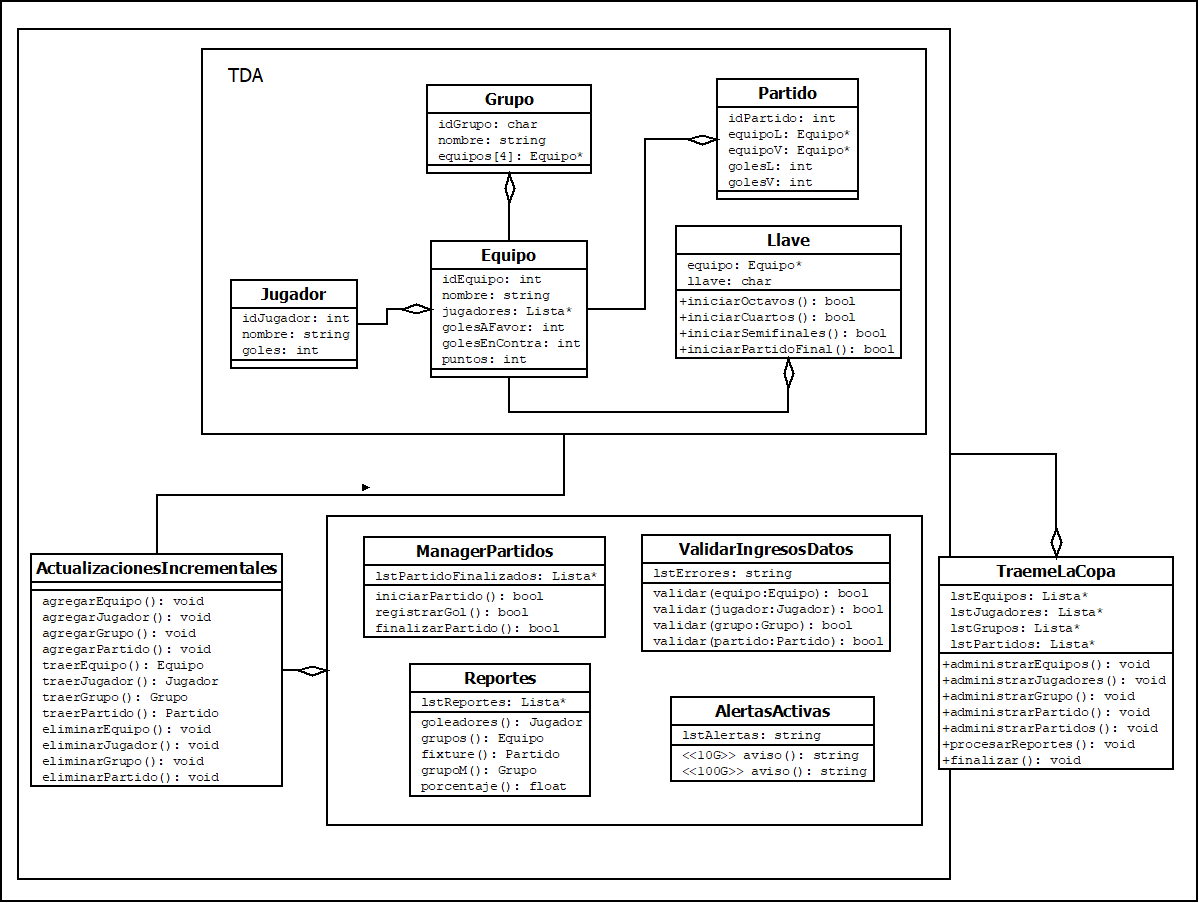 TDA
Grupo
idGrupo: char
nombre: string
equipos[4]: Equipo*
Partido
idPartido: int
equipoL: Equipo*
equipoV: Equipo*
golesL: int
golesV: int
Jugador
idJugador: int
nombre: string
goles: int
Equipo
idEquipo: int
nombre: string
jugadores: Lista*
golesAFavor: int
golesEnContra: int
puntos: int
Llave
equipo: Equipo*
llave: char
+iniciarOctavos(): bool
+iniciarCuartos(): bool
+iniciarSemifinales(): bool
+iniciarPartidoFinal(): bool
ActualizacionesIncrementales
agregarEquipo(): void
agregarJugador(): void
agregarGrupo(): void
agregarPartido(): void
traerEquipo(): Equipo
traerJugador(): Jugador
traerGrupo(): Grupo
traerPartido(): Partido
eliminarEquipo(): void
eliminarJugador(): void
eliminarGrupo(): void
eliminarPartido(): void
ManagerPartidos
lstPartidoFinalizados: Lista*
iniciarPartido(): bool
registrarGol(): bool
finalizarPartido(): bool
ValidarIngresosDatos
lstErrores: string
validar(equipo:Equipo): bool
validar(jugador:Jugador): bool
validar(grupo:Grupo): bool
validar(partido:Partido): bool
Reportes
lstReportes: Lista*
goleadores(): Jugador
grupos(): Equipo
fixture(): Partido
grupoM(): Grupo
porcentaje(): float
AlertasActivas
lstAlertas: string
<<10G>> aviso(): string
<<100G>> aviso(): string
TraemeLaCopa
lstEquipos: Lista*
lstJugadores: Lista*
lstGrupos: Lista*
lstPartidos: Lista*
+administrarEquipos(): void
+administrarJugadores(): void
+administrarGrupo(): void
+administrarPartido(): void
+administrarPartidos(): void
+procesarReportes(): void
+finalizar(): void